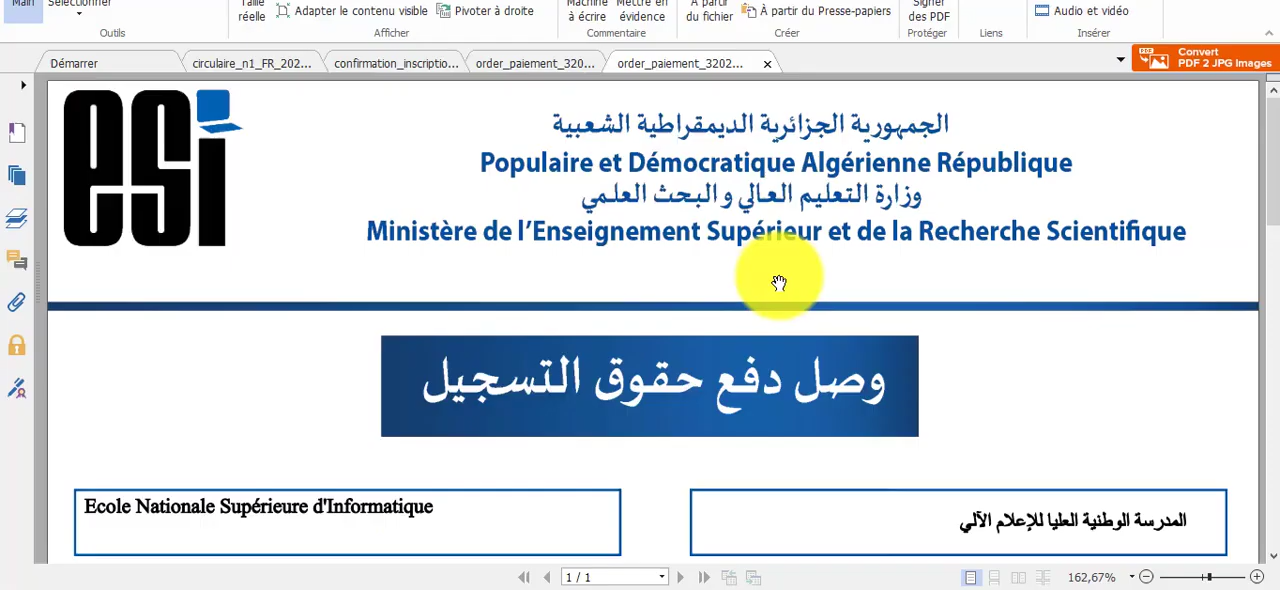 Main
Sélectionner
Taille
réelle
Adapter le contenu visible
Pivoter à droite
Machine
à écrire
Mettre en
évidence
À partir
du fichier
À partir du Presse-papiers
Signer
des PDF
Audio et vidéo
Outils
Afficher
Commentaire
Créer
Protéger
Liens
Insérer
Démarrer
circulaire_n1_FR_202...
confirmation_inscriptio...
order_paiement_320...
order_paiement_3202...
Convert
PDF 2 JPG Images
esi
الجمهورية الجزائرية الديمقراطية الشعبية
Populaire et Démocratique Algérienne République
وزارة التعليم العالي و البحث العلمي
Ministère de l'Enseignement Supérieur et de la Recherche Scientifique
وصل دفع حقوق التسجيل
Ecole Nationale Supérieure d'Informatique
المدرسة الوطنية العليا للإعلام الآلي
1 / 1
162,67%